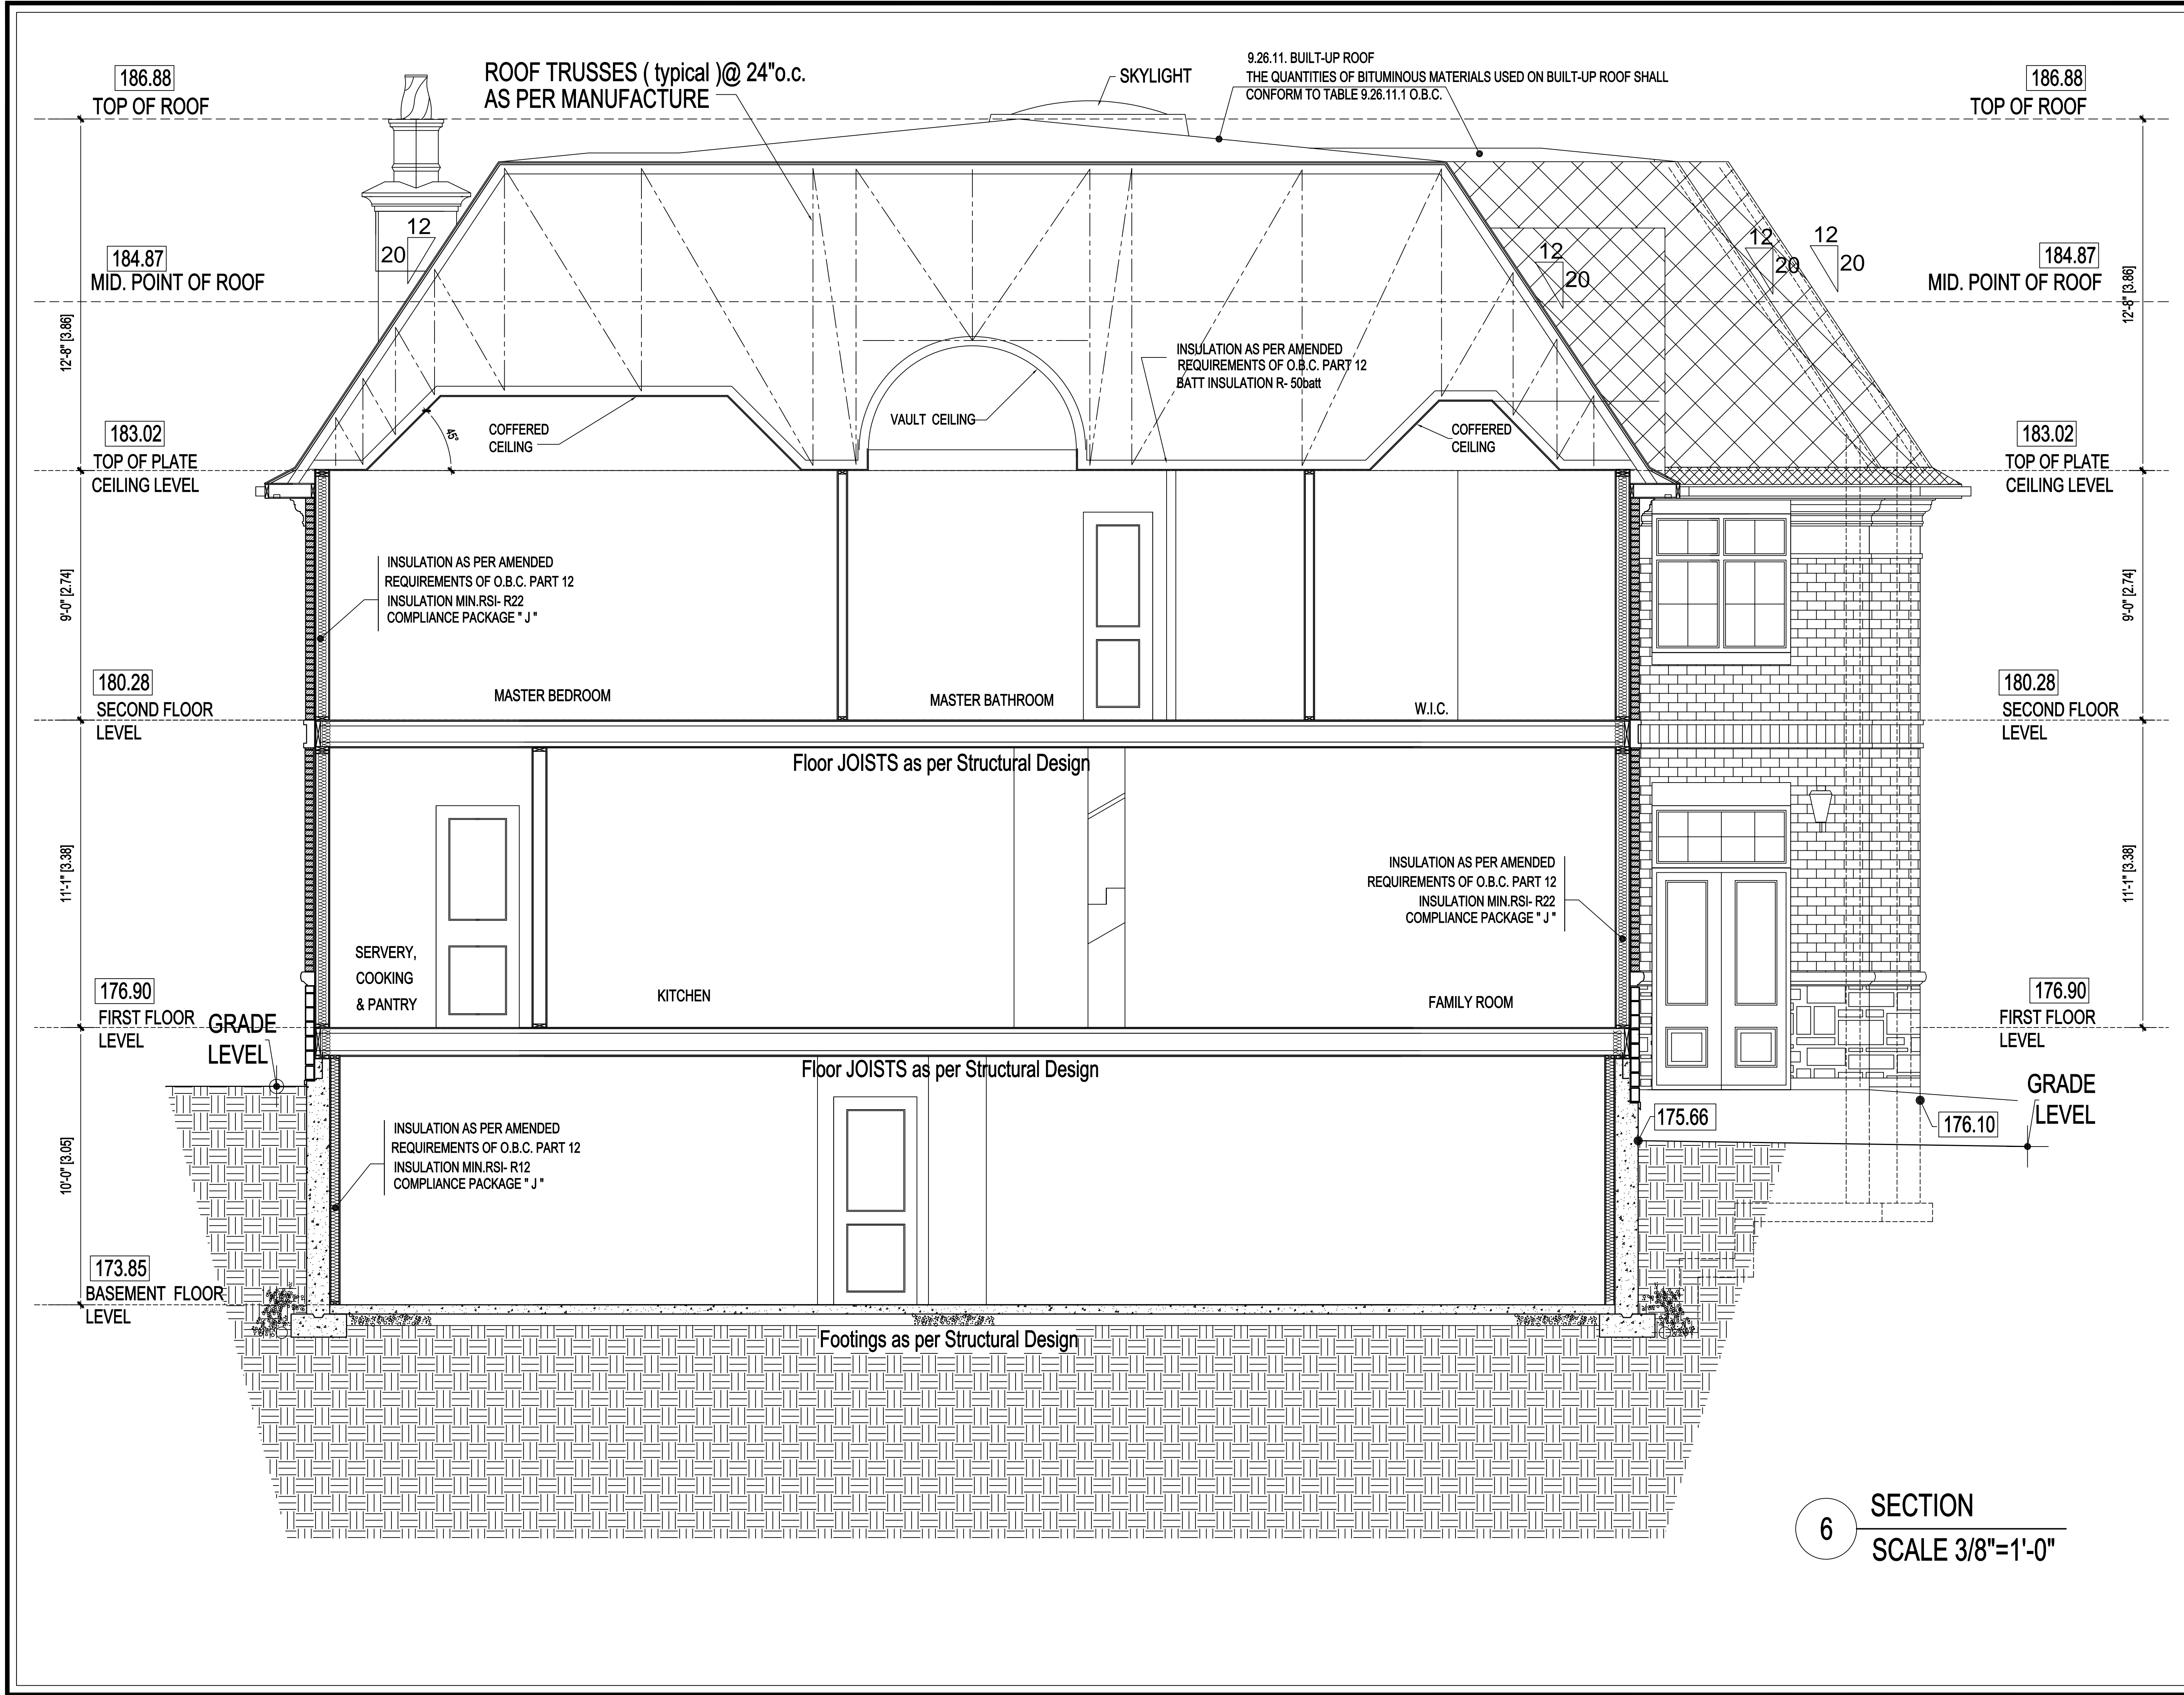 186.88
TOP OF ROOF
ROOF TRUSSES ( typical )@ 24"o.c.
AS PER MANUFACTURE
SKYLIGHT
9.26.11. BUILT-UP ROOF
THE QUANTITIES OF BITUMINOUS MATERIALS USED ON BUILT-UP ROOF SHALL
CONFORM TO TABLE 9.26.11.1 O.B.C.
186.88
TOP OF ROOF
12
20
12
20
12
20
12
20
184.87
MID. POINT OF ROOF
184.87
MID. POINT OF ROOF
12'-8" [3.86]
12'-8" [3.86]
INSULATION AS PER AMENDED
REQUIREMENTS OF O.B.C. PART 12
BATT INSULATION R- 50batt
45°
COFFERED
CEILING
VAULT CEILING
COFFERED
CEILING
183.02
TOP OF PLATE
CEILING LEVEL
183.02
TOP OF PLATE
CEILING LEVEL
INSULATION AS PER AMENDED
REQUIREMENTS OF O.B.C. PART 12
INSULATION MIN.RSI- R22
COMPLIANCE PACKAGE " J "
9'-0" [2.74]
9'-0" [2.74]
MASTER BEDROOM
MASTER BATHROOM
W.I.C.
180.28
SECOND FLOOR
LEVEL
180.28
SECOND FLOOR
LEVEL
Floor JOISTS as per Structural Design
11'-1" [3.38]
11'-1" [3.38]
INSULATION AS PER AMENDED
REQUIREMENTS OF O.B.C. PART 12
INSULATION MIN.RSI- R22
COMPLIANCE PACKAGE " J "
SERVERY,
COOKING
& PANTRY
KITCHEN
FAMILY ROOM
176.90
FIRST FLOOR
LEVEL
GRADE
LEVEL
176.90
FIRST FLOOR
LEVEL
Floor JOISTS as per Structural Design
GRADE
LEVEL
175.66
176.10
INSULATION AS PER AMENDED
REQUIREMENTS OF O.B.C. PART 12
INSULATION MIN.RSI- R12
COMPLIANCE PACKAGE " J "
10'-0" [3.05]
173.85
BASEMENT FLOOR
LEVEL
Footings as per Structural Design
6
SECTION
SCALE 3/8"=1'-0"